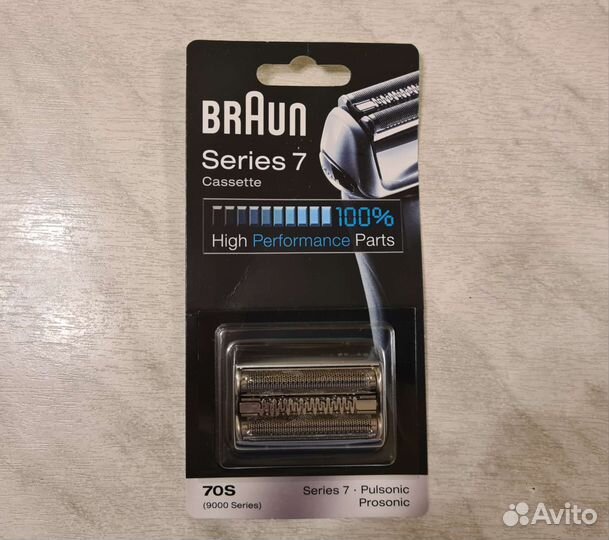 BRAUN
Series 7
Cassette
100%
High Performance Parts
70S
(9000 Series)
Series 7 · Pulsonic
Prosonic
Avito